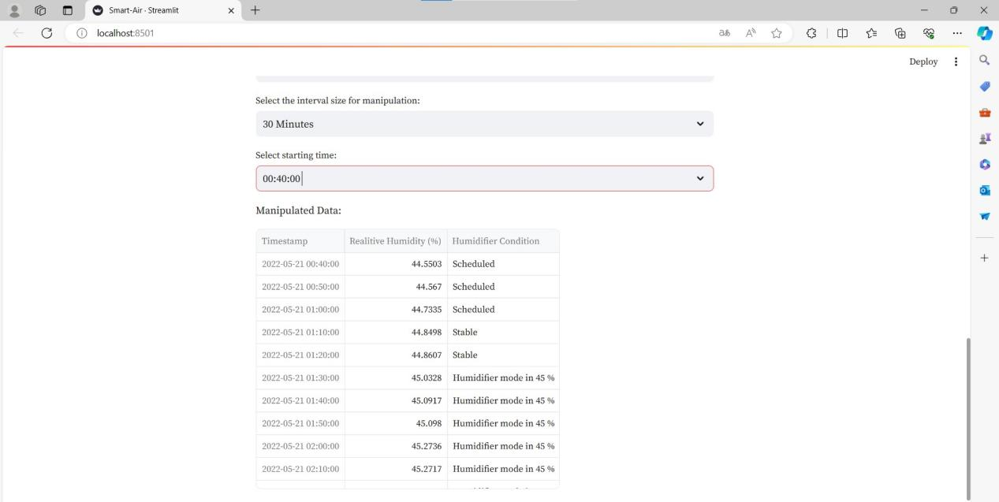 Smart-Air · Streamlit
localhost:8501
Deploy
Select the interval size for manipulation:
30 Minutes
Select starting time:
00:40:00
Manipulated Data:
Timestamp Realitive Humidity (%) Humidifier Condition
2022-05-21 00:40:00 44.5503 Scheduled
2022-05-21 00:50:00 44.567 Scheduled
2022-05-21 01:00:00 44.7335 Scheduled
2022-05-21 01:10:00 44.8498 Stable
2022-05-21 01:20:00 44.8607 Stable
2022-05-21 01:30:00 45.0328 Humidifier mode in 45 %
2022-05-21 01:40:00 45.0917 Humidifier mode in 45 %
2022-05-21 01:50:00 45.098 Humidifier mode in 45 %
2022-05-21 02:00:00 45.2736 Humidifier mode in 45 %
2022-05-21 02:10:00 45.2717 Humidifier mode in 45 %